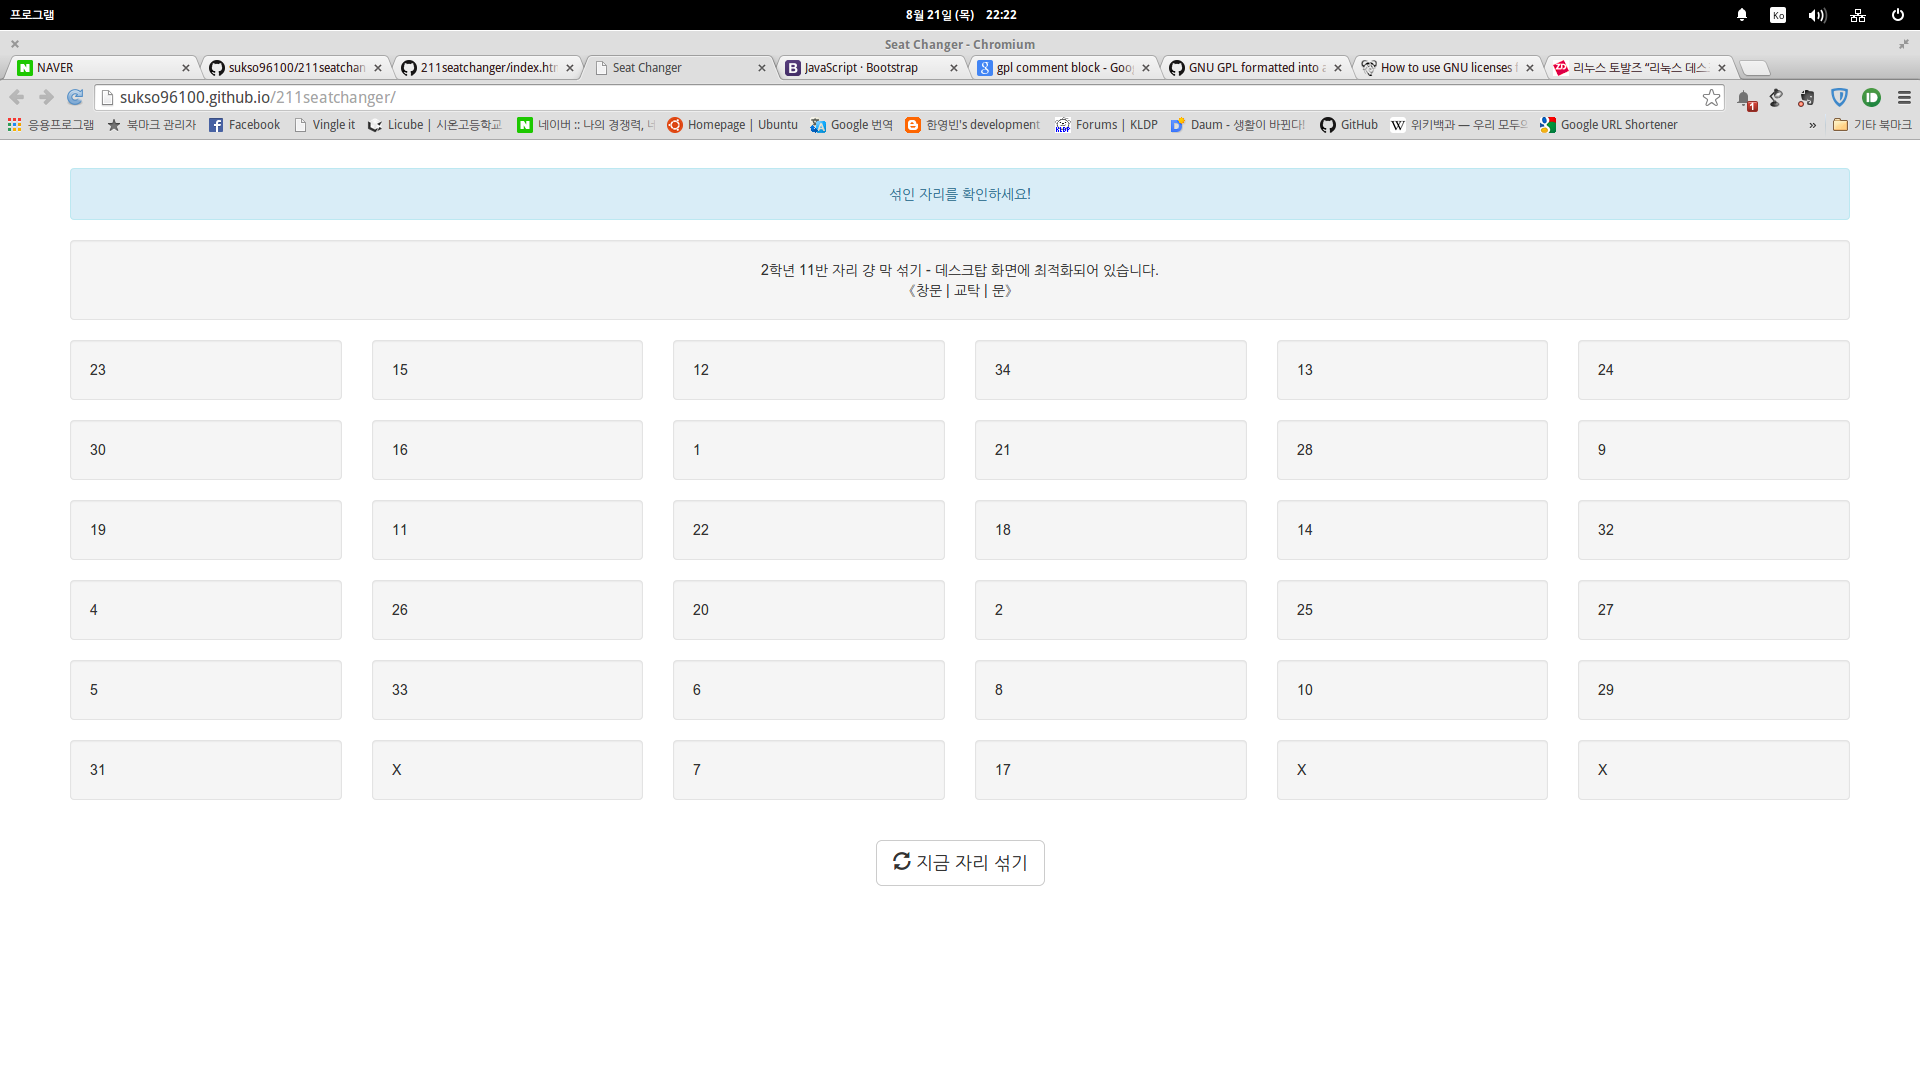 프로그램
8월 21일 (목) 22:22
Ko
Seat Changer - Chromium
NAVER
sukso96100/211seatchan
211seatchanger/index.htm
Seat Changer
JavaScript · Bootstrap
gpl comment block - Goog
GNU GPL formatted into a
How to use GNU licenses f
리누스 토발즈 “리눅스 데스
sukso96100.github.io/211seatchanger/
1
응용프로그램
북마크 관리자
Facebook
Vingle it
Licube | 시온고등학교
네이버 :: 나의 경쟁력, 네
Homepage | Ubuntu
Google 번역
한영빈's development
Forums | KLDP
Daum - 생활이 바뀐다!
GitHub
위키백과 — 우리 모두의
Google URL Shortener
»
기타 북마크
섞인 자리를 확인하세요!
2학년 11반 자리 걍 막 섞기 - 데스크탑 화면에 최적화되어 있습니다.
《창문 | 교탁 | 문》
23 15 12 34 13 24
30 16 1 21 28 9
19 11 22 18 14 32
4 26 20 2 25 27
5 33 6 8 10 29
31 X 7 17 X X
지금 자리 섞기